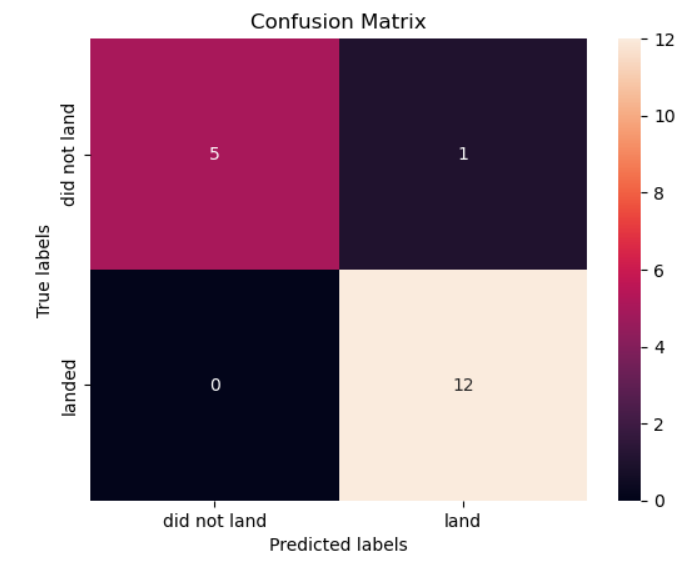 Confusion Matrix
did not land
landed
True labels
5
1
0
12
did not land
land
Predicted labels
12
10
8
6
4
2
0